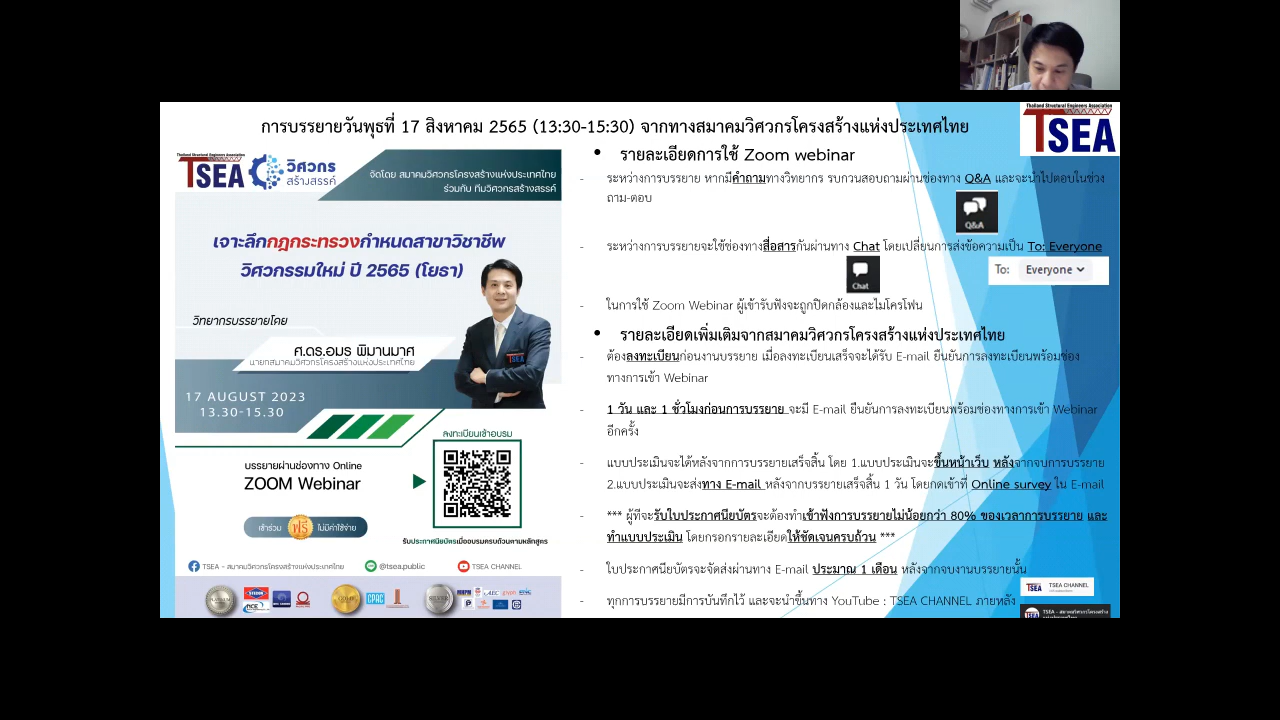 Thailand Structural Engineers Association
TSEA
การบรรยายวันพุธที่ 17 สิงหาคม 2565 (13:30-15:30) จากทางสมาคมวิศวกรโครงสร้างแห่งประเทศไทย
Thailand Structural Engineers Association
TSEA
วิศวกร
สร้างสรรค์
จัดโดย สมาคมวิศวกรโครงสร้างแห่งประเทศไทย
ร่วมกับ ทีมวิศวกรสร้างสรรค์
เจาะลึกกฎกระทรวงกำหนดสาขาวิชาชีพ
วิศวกรรมใหม่ ปี 2565 (โยธา)
วิทยากรบรรยายโดย
ศ.ดร.อมร พิมานมาศ
นายกสมาคมวิศวกรโครงสร้างแห่งประเทศไทย
TSEA
17 AUGUST 2023
13.30-15.30
ลงทะเบียนเข้าอบรม
บรรยายผ่านช่องทาง Online
ZOOM Webinar
เข้าร่วม ฟรี ไม่มีค่าใช้จ่าย
รับประกาศนียบัตรเมื่ออบรมครบถ้วนตามหลักสูตร
TSEA - สมาคมวิศวกรโครงสร้างแห่งประเทศไทย
@tsea.public
TSEA CHANNEL
CPAC
• รายละเอียดการใช้ Zoom webinar
- ระหว่างการบรรยาย หากมีคำถามทางวิทยากร รบกวนสอบถามผ่านช่องทาง Q&A และจะนำไปตอบในช่วง
ถาม-ตอบ
Q&A
- ระหว่างการบรรยายจะใช้ช่องทางสื่อสารกันผ่านทาง Chat โดยเปลี่ยนการส่งข้อความเป็น To: Everyone
Chat
To: Everyone
- ในการใช้ Zoom Webinar ผู้เข้ารับฟังจะถูกปิดกล้องและไมโครโฟน
• รายละเอียดเพิ่มเติมจากสมาคมวิศวกรโครงสร้างแห่งประเทศไทย
- ต้องลงทะเบียนก่อนงานบรรยาย เมื่อลงทะเบียนเสร็จจะได้รับ E-mail ยืนยันการลงทะเบียนพร้อมช่อง
ทางการเข้า Webinar
- 1 วัน และ 1 ชั่วโมงก่อนการบรรยาย จะมี E-mail ยืนยันการลงทะเบียนพร้อมช่องทางการเข้า Webinar
อีกครั้ง
- แบบประเมินจะได้หลังจากการบรรยายเสร็จสิ้น โดย 1.แบบประเมินจะขึ้นหน้าเว็บ หลังจากจบการบรรยาย
2.แบบประเมินจะส่งทาง E-mail หลังจากบรรยายเสร็จสิ้น 1 วัน โดยกดเข้าที่ Online survey ใน E-mail
- *** ผู้ที่จะรับใบประกาศนียบัตรจะต้องทำเข้าฟังการบรรยายไม่น้อยกว่า 80% ของเวลาการบรรยาย และ
ทำแบบประเมิน โดยกรอกรายละเอียดให้ชัดเจนครบถ้วน ***
- ใบประกาศนียบัตรจะจัดส่งผ่านทาง E-mail ประมาณ 1 เดือน หลังจากจบงานบรรยายนั้น
TSEA
TSEA CHANNEL
- ทุกการบรรยายมีการบันทึกไว้ และจะนำขึ้นทาง YouTube : TSEA CHANNEL ภายหลัง
TSEA - สมาคมวิศวกรโครงสร้าง